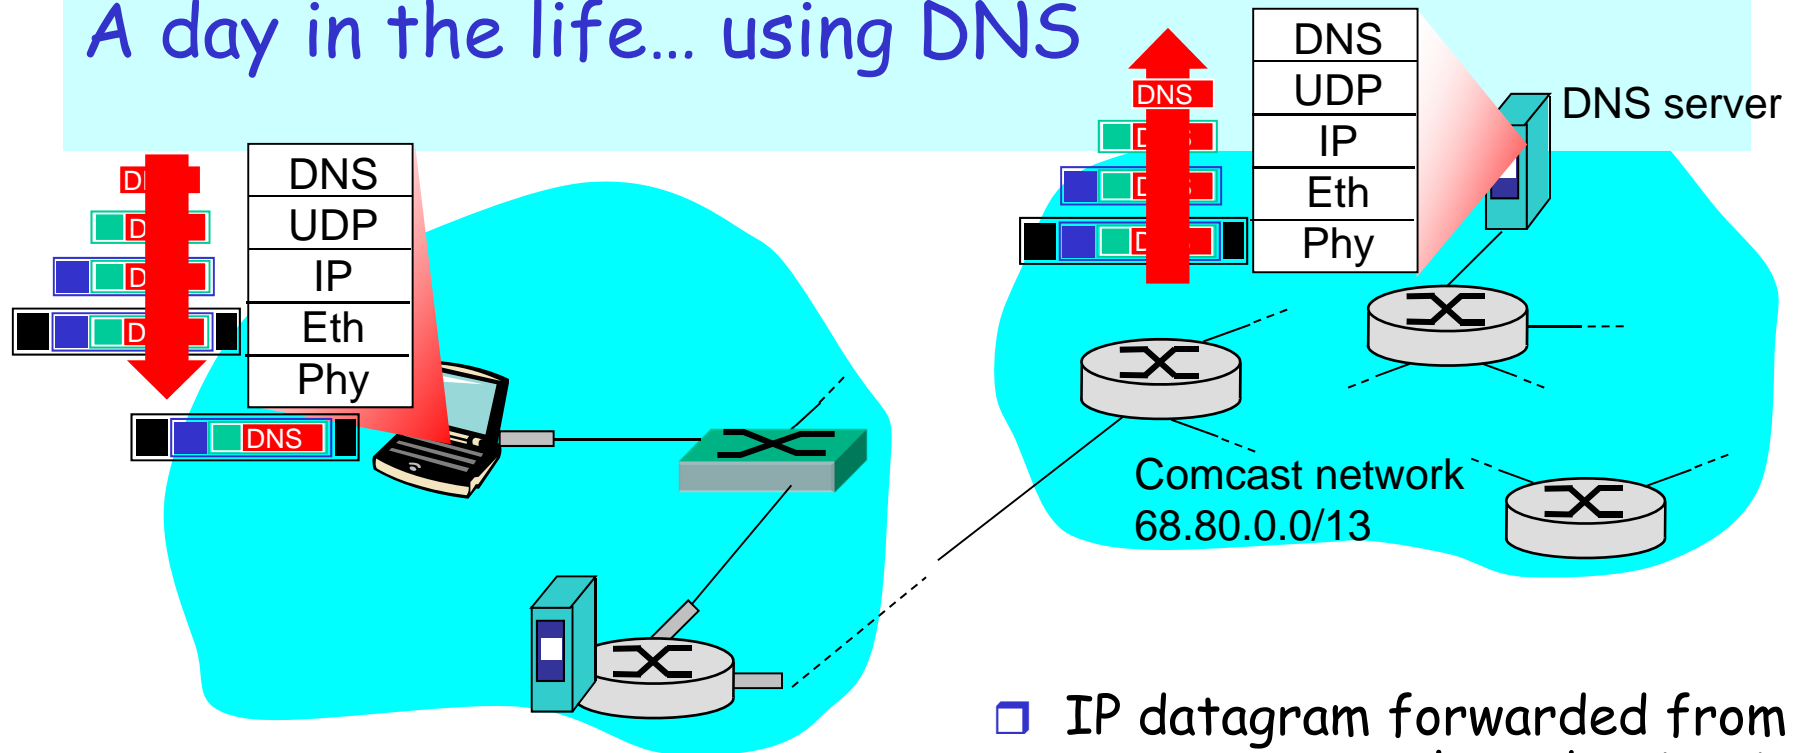 A day in the life... using DNS
DNS
UDP
IP
Eth
Phy
DNS
DNS
DNS
UDP
IP
Eth
Phy
DNS server
Comcast network
68.80.0.0/13
IP datagram forwarded from